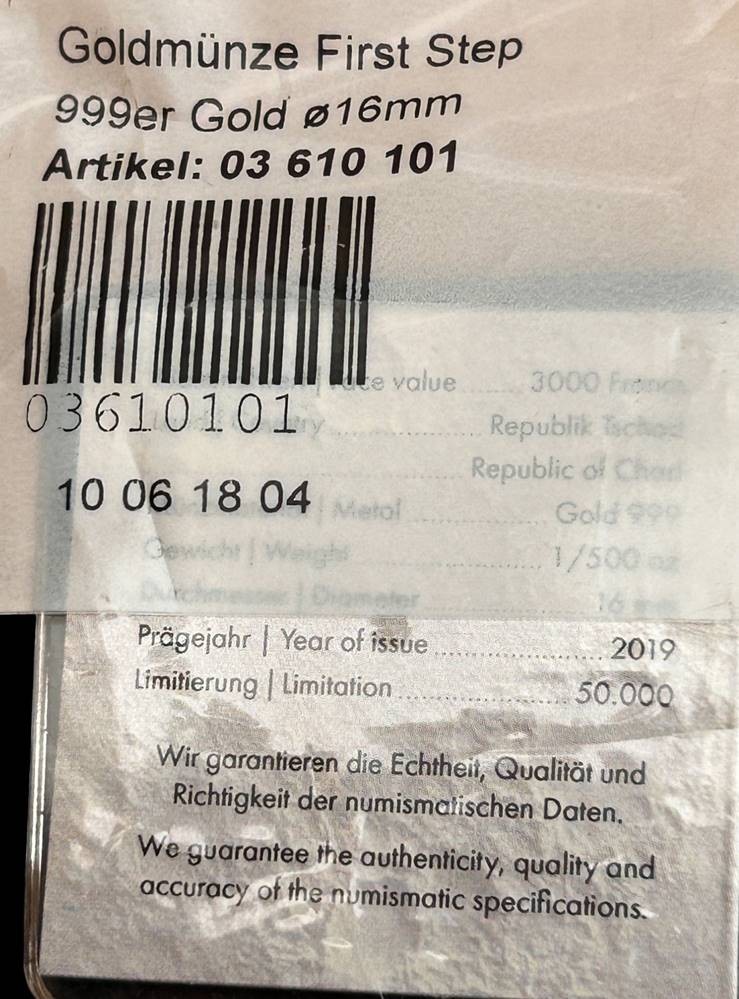 Goldmünze First Step
999er Gold ø16mm
Artikel: 03 610 101
03610101
10 06 18 04
face value ...... 3000 Francs
................ Republik Tschad
Republic of Chad
| Metal ................ Gold 999
Gewicht | Weight ................ 1/500 oz
Durchmesser | Diameter ................ 16 mm
Prägejahr | Year of issue ........................ 2019
Limitierung | Limitation ........................ 50.000
Wir garantieren die Echtheit, Qualität und
Richtigkeit der numismatischen Daten.
We guarantee the authenticity, quality and
accuracy of the numismatic specifications.